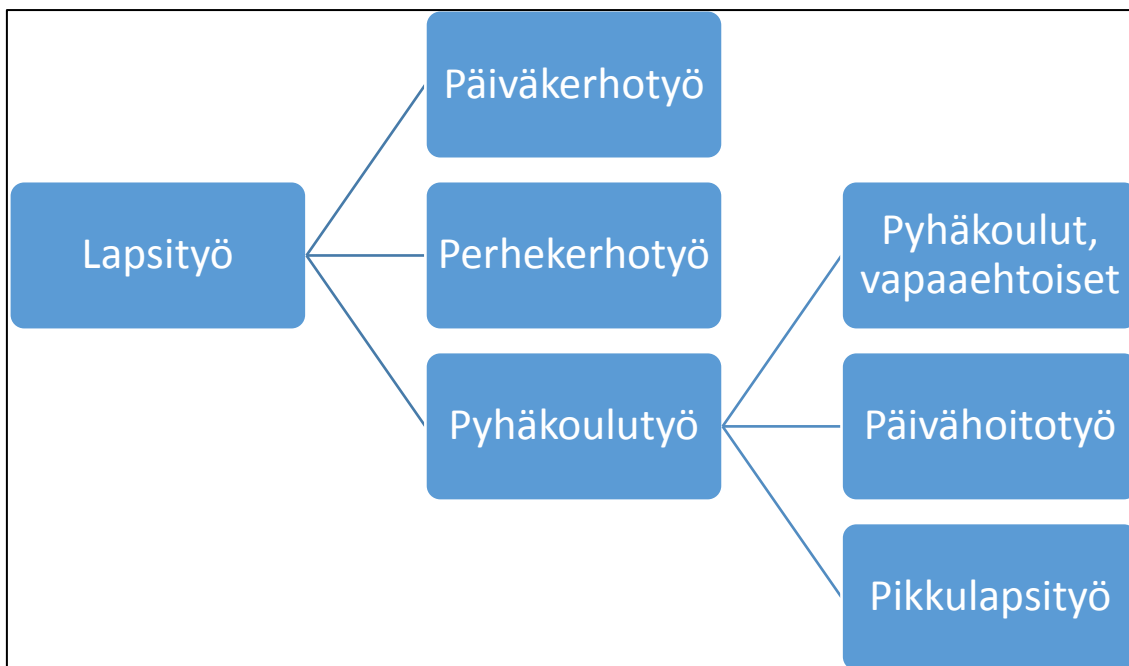 Päiväkerhotyö
Lapsityö
Perhekerhotyö
Pyhäkoulut,
vapaaehtoiset
Pyhäkoulutyö
Päivähoitotyö
Pikkulapsityö